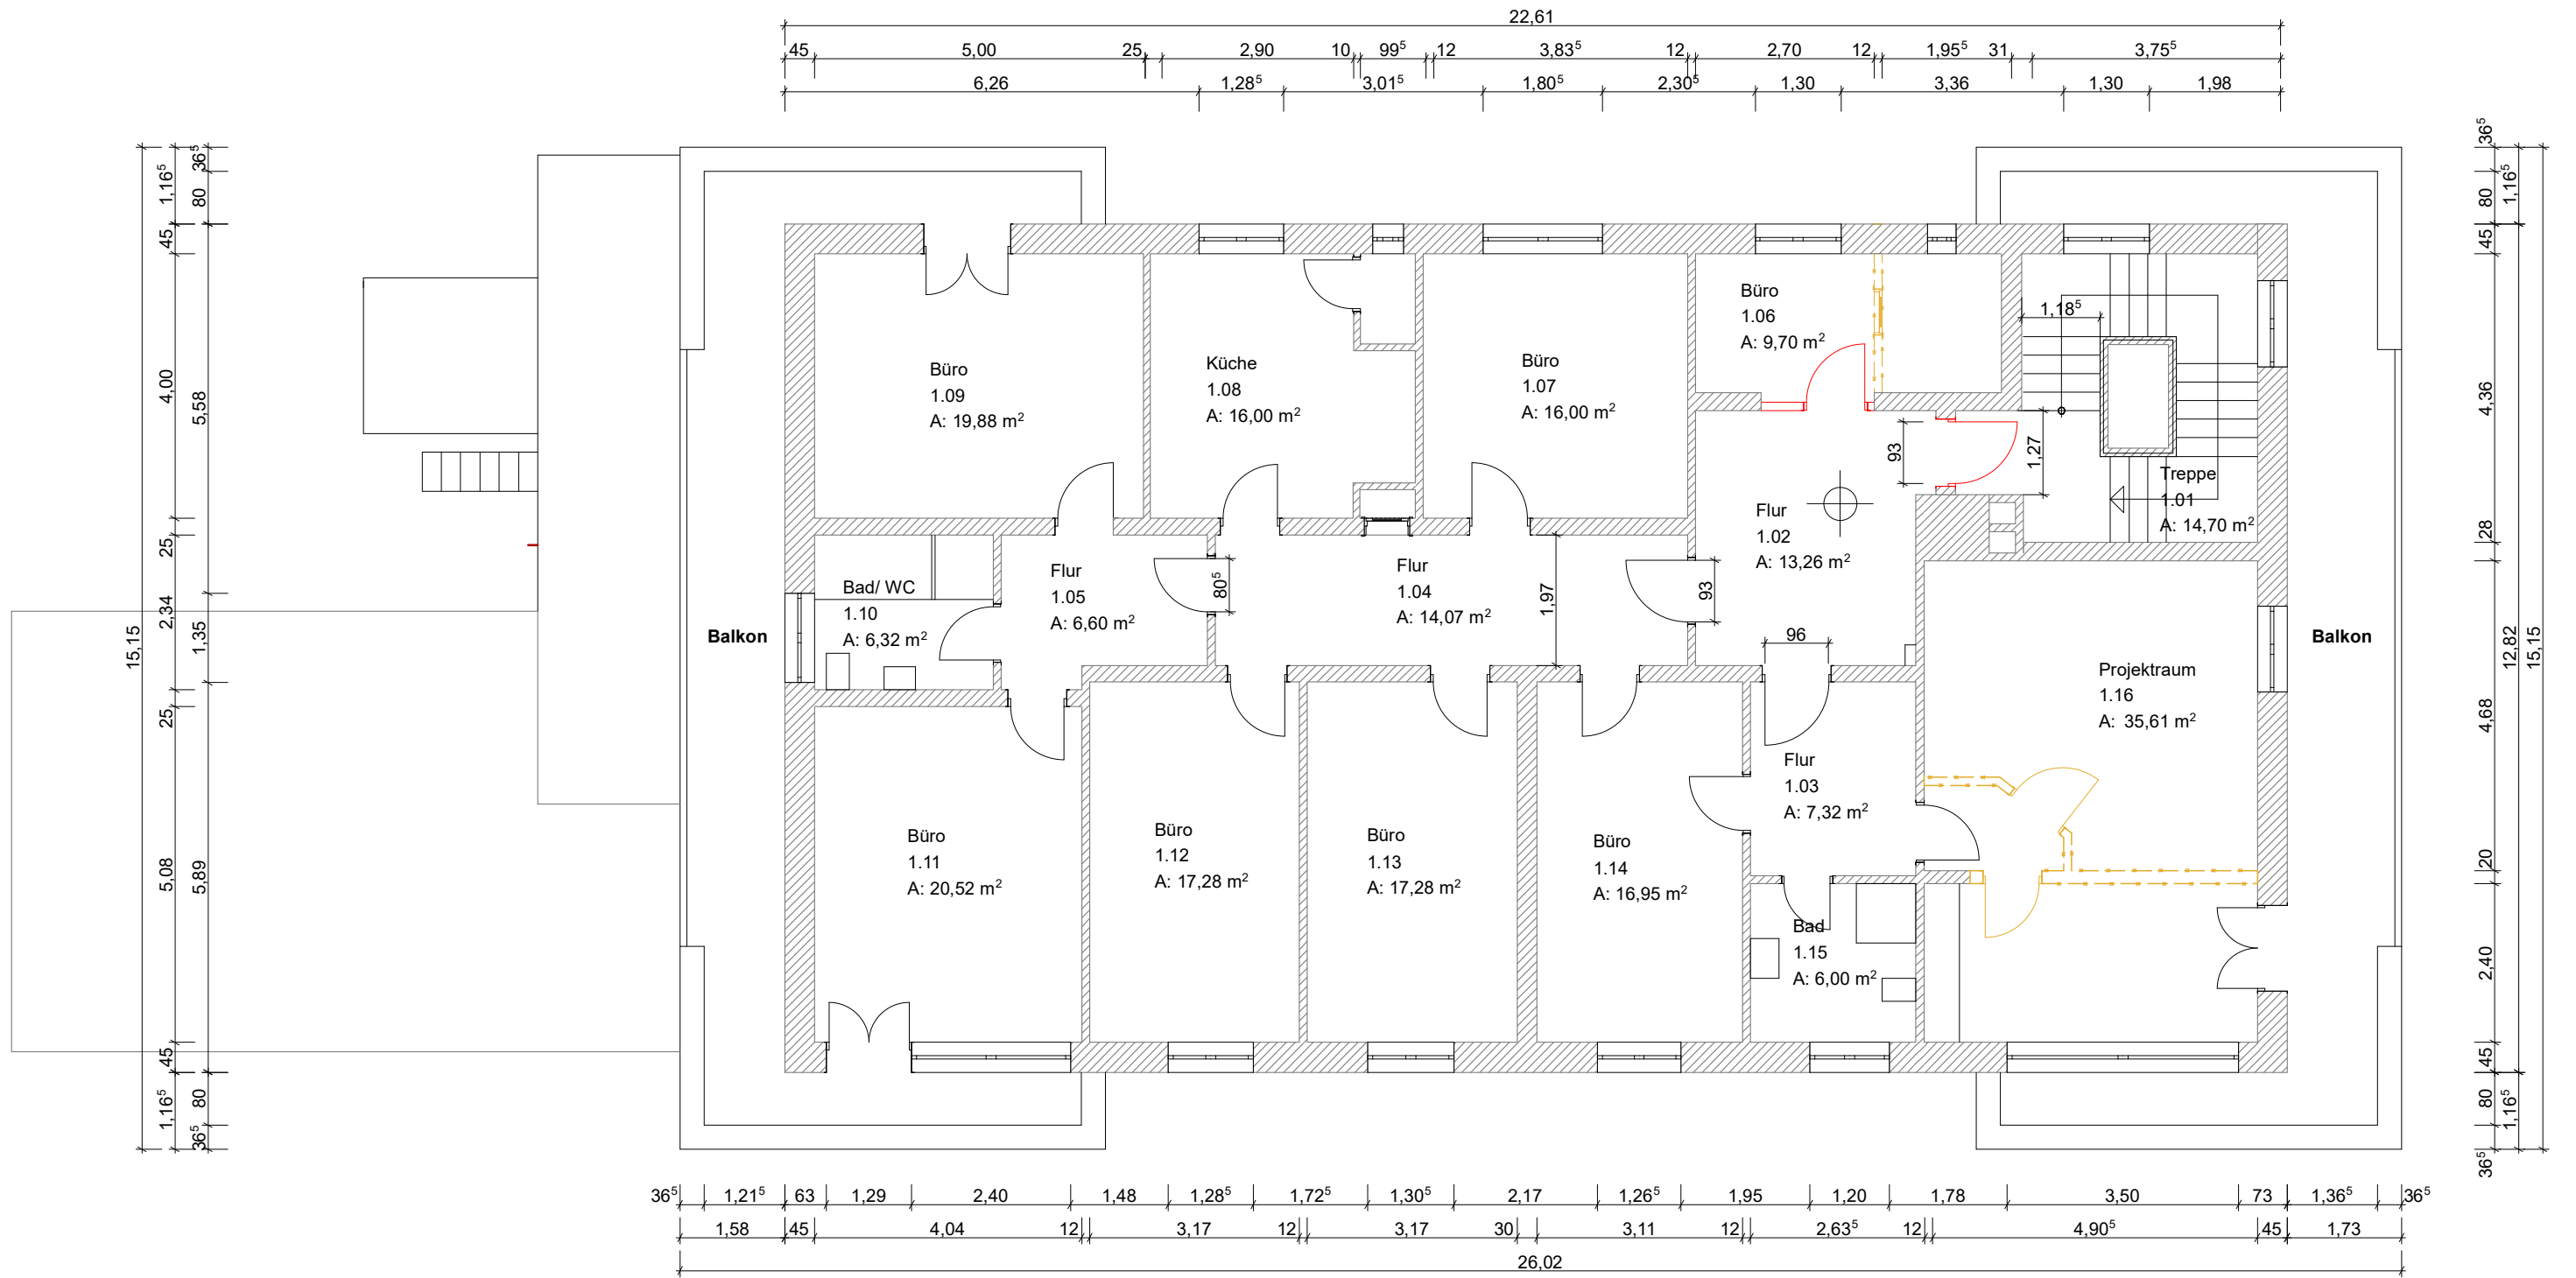 22,61
45 5,00 25 2,90 10 99⁵ 12 3,83⁵ 12 2,70 12 1,95⁵ 31 3,75⁵
6,26 1,28⁵ 3,01⁵ 1,80⁵ 2,30⁵ 1,30 3,36 1,30 1,98
15,15
1,16⁵ 45 4,00 25 2,34 25 5,08 45 1,16⁵
36⁵ 80 5,58 1,35 5,89 80 36⁵
Balkon
Büro
1.09
A: 19,88 m²
Küche
1.08
A: 16,00 m²
Büro
1.07
A: 16,00 m²
Büro
1.06
A: 9,70 m²
1,18⁵
93
1,27
Treppe
1.01
A: 14,70 m²
Flur
1.02
A: 13,26 m²
Bad/ WC
1.10
A: 6,32 m²
Flur
1.05
A: 6,60 m²
80⁵
Flur
1.04
A: 14,07 m²
1,97
93
96
Projektraum
1.16
A: 35,61 m²
Balkon
Büro
1.11
A: 20,52 m²
Büro
1.12
A: 17,28 m²
Büro
1.13
A: 17,28 m²
Büro
1.14
A: 16,95 m²
Flur
1.03
A: 7,32 m²
Bad
1.15
A: 6,00 m²
36⁵ 80 45 4,36 28 4,68 20 2,40 45 80 36⁵
1,16⁵ 12,82 1,16⁵
15,15
36⁵ 1,21⁵ 63 1,29 2,40 1,48 1,28⁵ 1,72⁵ 1,30⁵ 2,17 1,26⁵ 1,95 1,20 1,78 3,50 73 1,36⁵ 36⁵
1,58 45 4,04 12 3,17 12 3,17 30 3,11 12 2,63⁵ 12 4,90⁵ 45 1,73
26,02